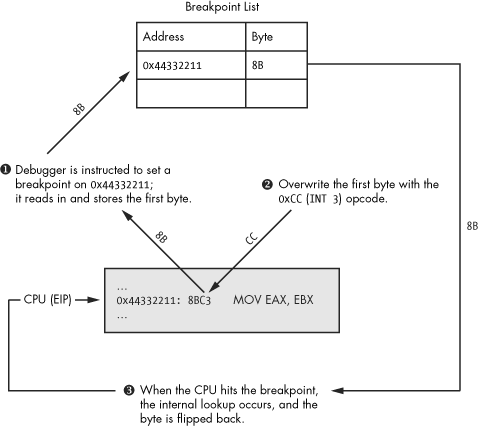 Breakpoint List
Address Byte
0x44332211 8B
8B
❶ Debugger is instructed to set a
breakpoint on 0x44332211;
it reads in and stores the first byte.
❷ Overwrite the first byte with the
0xCC (INT 3) opcode.
8B
8B
CC
...
CPU (EIP)
0x44332211: 8BC3 MOV EAX, EBX
...
❸ When the CPU hits the breakpoint,
the internal lookup occurs, and the
byte is flipped back.